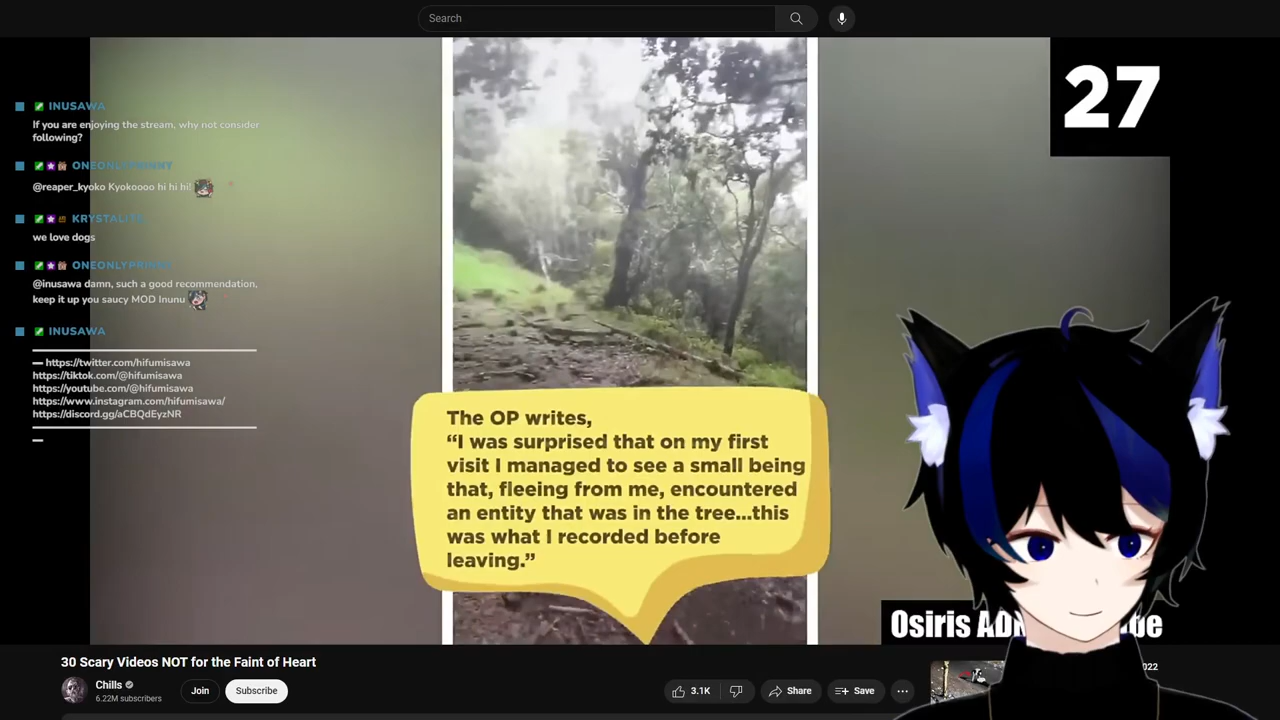 Search
27
INUSAWA
If you are enjoying the stream, why not consider
following?
@reaper_kyoko Kyokoooo hi hi hi!
we love dogs
@inusawa damn, such a good recommendation,
keep it up you saucy MOD Inunu
INUSAWA
https://twitter.com/hifumisawa
https://tiktok.com/@hifumisawa
https://youtube.com/@hifumisawa
https://www.instagram.com/hifumisawa/
https://discord.gg/aCBQdEyzNR
The OP writes,
“I was surprised that on my first
visit I managed to see a small being
that, fleeing from me, encountered
an entity that was in the tree...this
was what I recorded before
leaving.”
Osiris
30 Scary Videos NOT for the Faint of Heart
Chills
6.22M subscribers
Join
Subscribe
3.1K
Share
Save